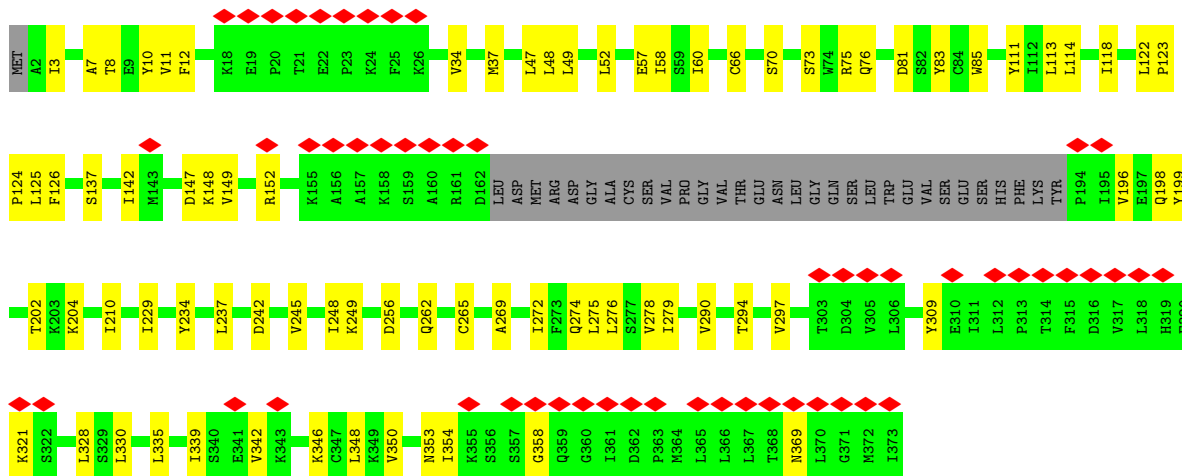 MET A2 I3 A7 T8 E9 Y10 V11 F12 K18 E19 P20 T21 E22 P23 K24 F25 K26 V34 M37 L47 L48 L49 L52 E57 I58 S59 I60 C66 S70 S73 W74 R75 Q76 D81 S82 Y83 C84 W85 Y111 I112 L113 L114 I118 L122 P123
P124 L125 F126 S137 I142 M143 D147 K148 V149 R152 K155 A156 A157 K158 S159 A160 R161 D162 LEU ASP MET ARG ASP GLY ALA CYS SER VAL PRO GLY VAL THR GLU ASN LEU GLY GLN SER LEU TRP GLU VAL SER GLU SER SER HIS PHE LYS TYR P194 I195 V196 E197 Q198 Y199
T202 K203 K204 I210 I229 Y234 L237 D242 V245 I248 K249 D256 Q262 C265 A269 I272 F273 Q274 L275 L276 S277 V278 I279 V290 T294 V297 T303 D304 V305 L306 Y309 E310 I311 L312 P313 T314 F315 D316 V317 L318 H319
K321 S322 L328 S329 L330 L335 I339 S340 E341 V342 K343 K346 C347 L348 K349 V350 N353 I354 K355 S356 S357 G358 Q359 G360 I361 D362 P363 M364 L365 L366 L367 T368 N369 L370 G371 M372 I373